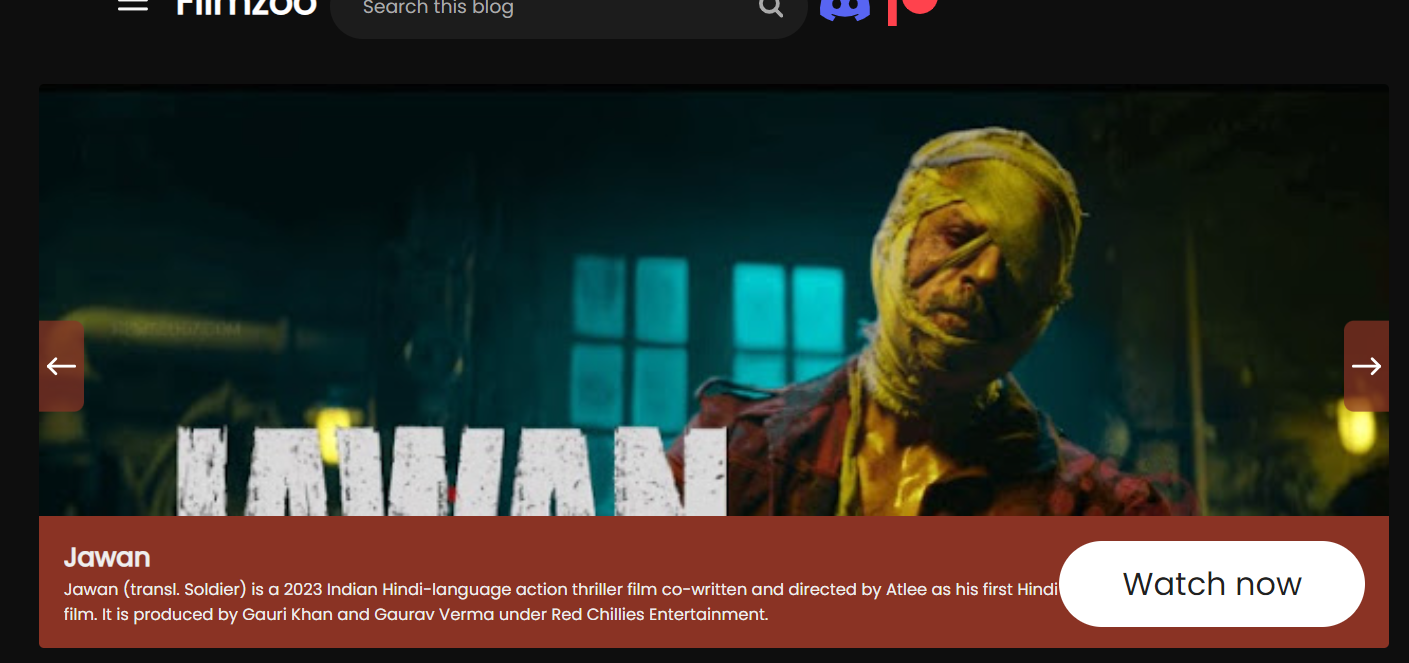 Filmzoo
Search this blog
JAWAN
Jawan
Jawan (transl. Soldier) is a 2023 Indian Hindi-language action thriller film co-written and directed by Atlee as his first Hindi
film. It is produced by Gauri Khan and Gaurav Verma under Red Chillies Entertainment.
Watch now